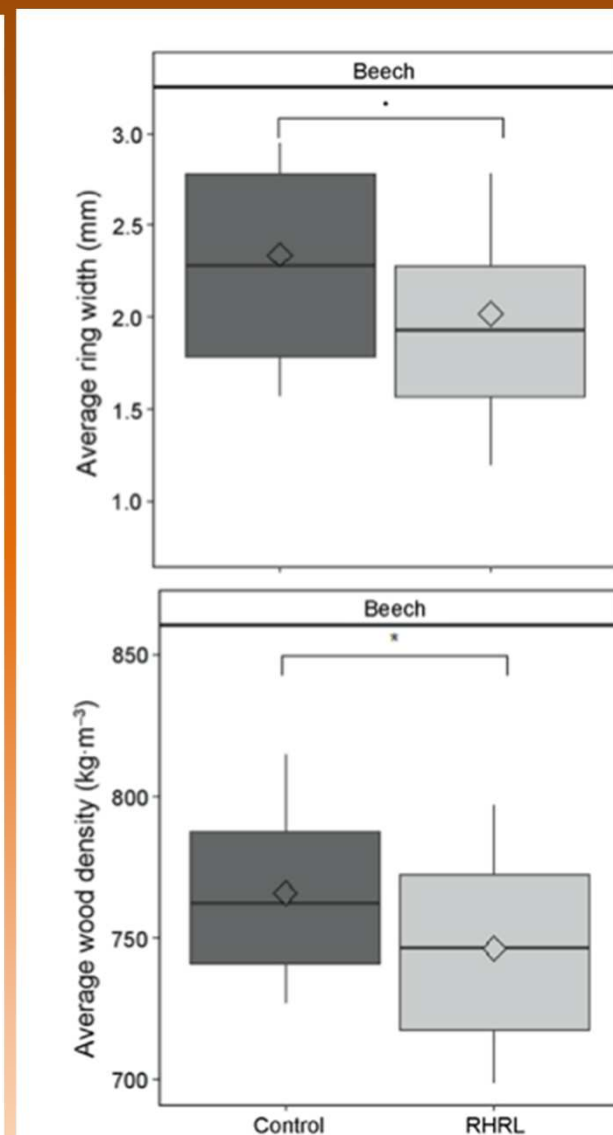 Beech
•
3.0
2.5
2.0
1.5
1.0
Average ring width (mm)
Beech
*
850
800
750
700
Average wood density (kg·m⁻³)
Control RHRL